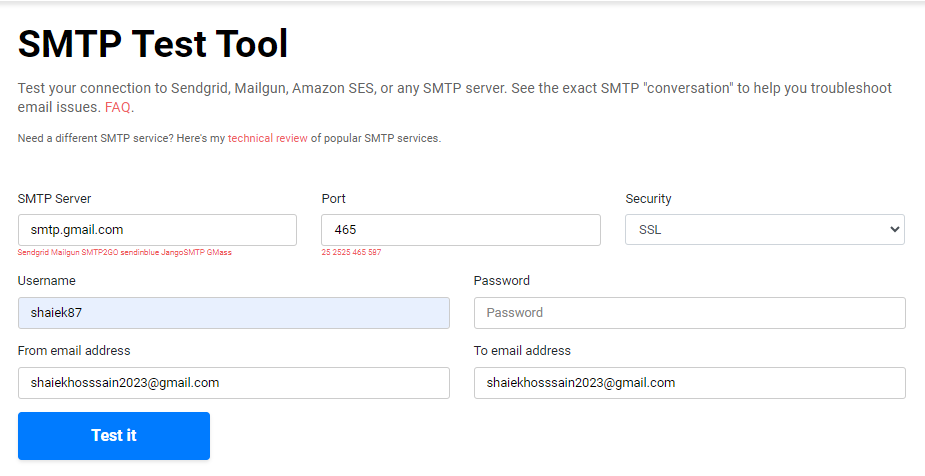 SMTP Test Tool
Test your connection to Sendgrid, Mailgun, Amazon SES, or any SMTP server. See the exact SMTP "conversation" to help you troubleshoot
email issues. FAQ.
Need a different SMTP service? Here's my technical review of popular SMTP services.
SMTP Server
Port
Security
smtp.gmail.com
465
SSL
Sendgrid Mailgun SMTP2GO sendinblue JangoSMTP GMass
25 2525 465 587
Username
Password
shaiek87
Password
From email address
To email address
shaiekhosssain2023@gmail.com
shaiekhosssain2023@gmail.com
Test it